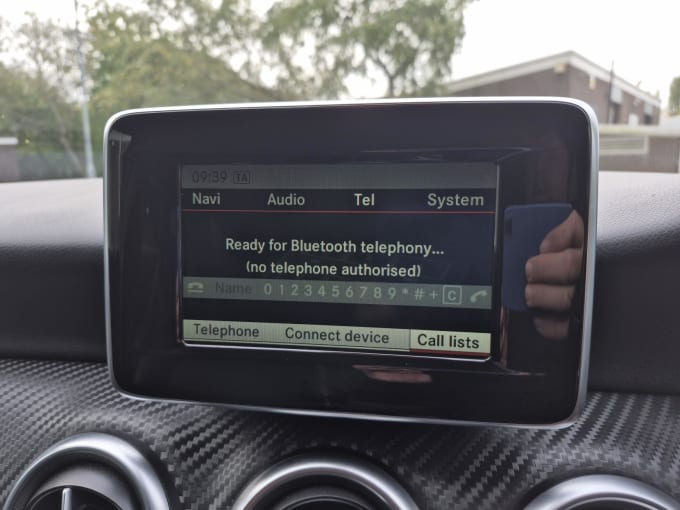 09:39 TA
Navi Audio Tel System
Ready for Bluetooth telephony...
(no telephone authorised)
Name 0 1 2 3 4 5 6 7 8 9 * # + C
Telephone Connect device Call lists